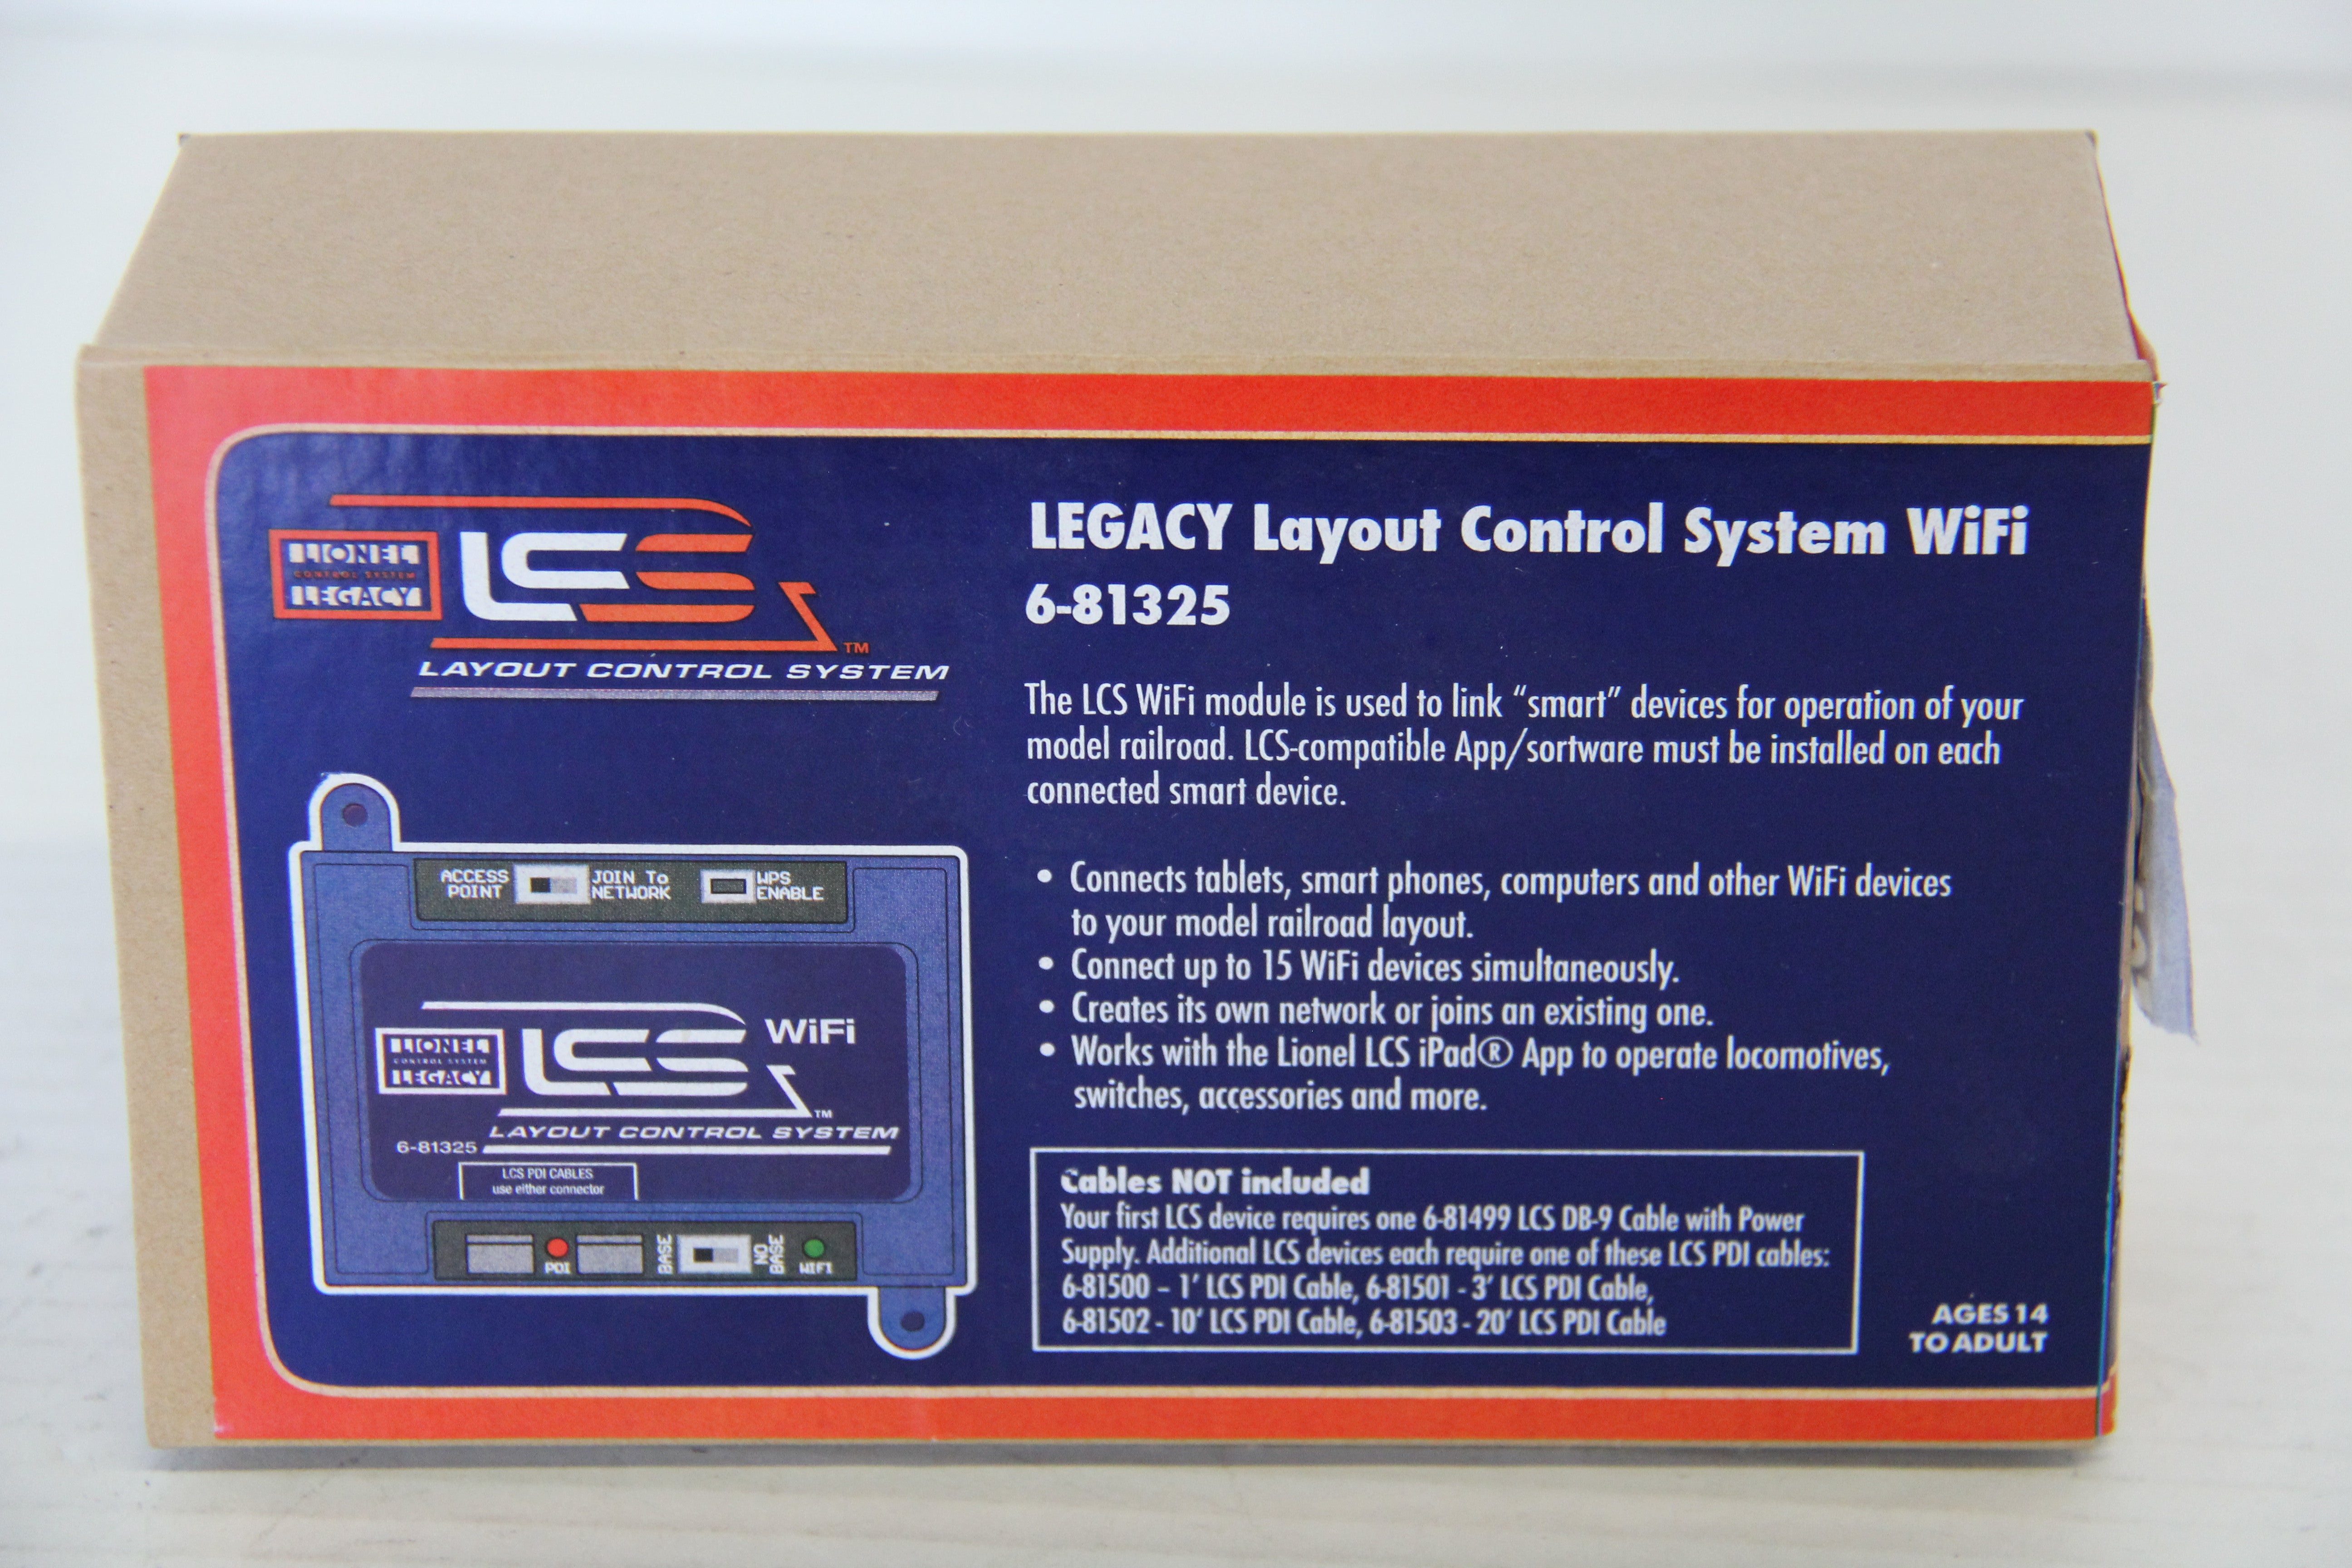 LIONEL
CONTROL SYSTEM
LEGACY
LCS
TM
LAYOUT CONTROL SYSTEM
LEGACY Layout Control System WiFi
6-81325
The LCS WiFi module is used to link “smart” devices for operation of your
model railroad. LCS-compatible App/sortware must be installed on each
connected smart device.
• Connects tablets, smart phones, computers and other WiFi devices
to your model railroad layout.
• Connect up to 15 WiFi devices simultaneously.
• Creates its own network or joins an existing one.
• Works with the Lionel LCS iPad® App to operate locomotives,
switches, accessories and more.
Cables NOT included
Your first LCS device requires one 6-81499 LCS DB-9 Cable with Power
Supply. Additional LCS devices each require one of these LCS PDI cables:
6-81500 – 1' LCS PDI Cable, 6-81501 - 3' LCS PDI Cable,
6-81502 - 10' LCS PDI Cable, 6-81503 - 20' LCS PDI Cable
AGES 14
TO ADULT
ACCESS
POINT
JOIN To
NETWORK
WPS
ENABLE
LIONEL
CONTROL SYSTEM
LEGACY
LCS
WiFi
TM
LAYOUT CONTROL SYSTEM
6-81325
LCS PDI CABLES
use either connector
PDI
BASE
NO
BASE
WIFI